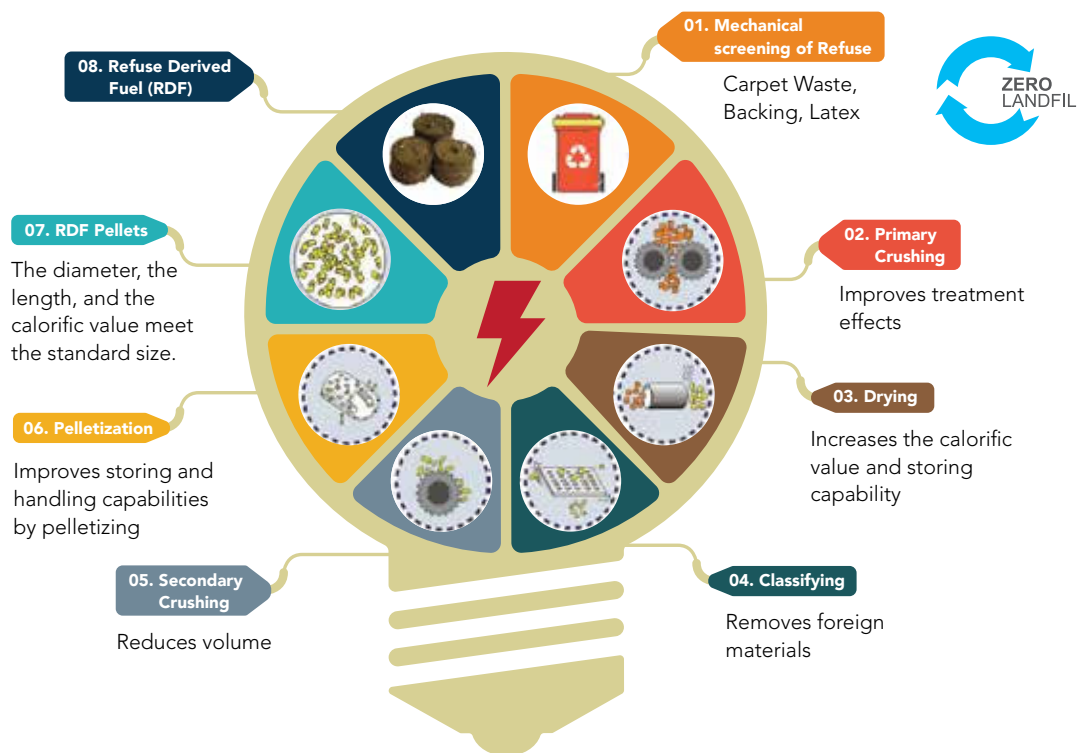 01. Mechanical
screening of Refuse
Carpet Waste,
Backing, Latex
ZERO
LANDFIL
02. Primary
Crushing
Improves treatment
effects
03. Drying
Increases the calorific
value and storing
capability
04. Classifying
Removes foreign
materials
05. Secondary
Crushing
Reduces volume
06. Pelletization
Improves storing and
handling capabilities
by pelletizing
07. RDF Pellets
The diameter, the
length, and the
calorific value meet
the standard size.
08. Refuse Derived
Fuel (RDF)